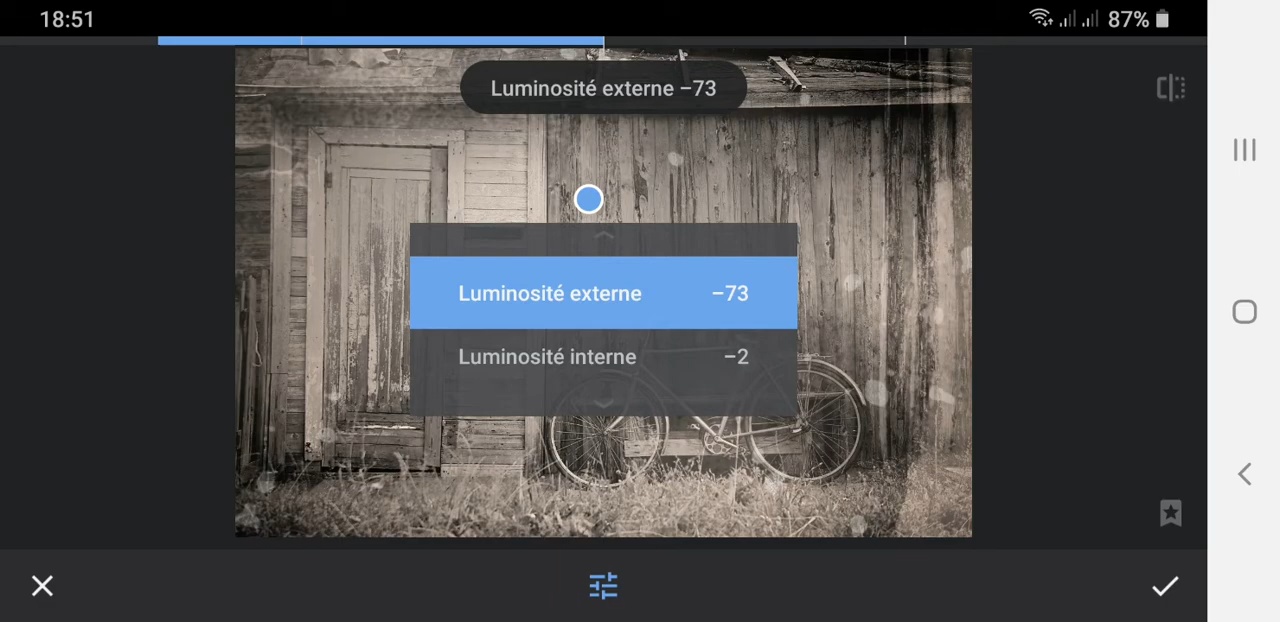 18:51
87%
Luminosité externe −73
Luminosité externe −73
Luminosité interne −2